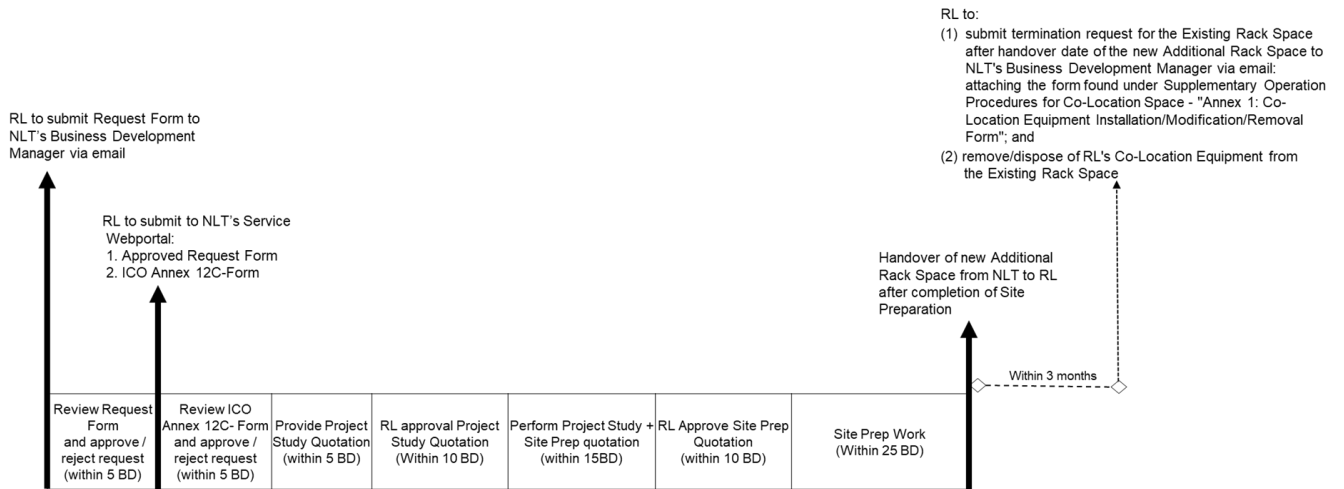 RL to:
(1) submit termination request for the Existing Rack Space
after handover date of the new Additional Rack Space to
NLT's Business Development Manager via email:
attaching the form found under Supplementary Operation
Procedures for Co-Location Space - "Annex 1: Co-
Location Equipment Installation/Modification/Removal
Form"; and
(2) remove/dispose of RL's Co-Location Equipment from
the Existing Rack Space
RL to submit Request Form to
NLT's Business Development
Manager via email
RL to submit to NLT's Service
Webportal:
1. Approved Request Form
2. ICO Annex 12C-Form
Handover of new Additional
Rack Space from NLT to RL
after completion of Site
Preparation
Within 3 months
Review Request
Form
and approve /
reject request
(within 5 BD)
Review ICO
Annex 12C- Form
and approve /
reject request
(within 5 BD)
Provide Project
Study Quotation
(within 5 BD)
RL approval Project
Study Quotation
(Within 10 BD)
Perform Project Study +
Site Prep quotation
(within 15BD)
RL Approve Site Prep
Quotation
(within 10 BD)
Site Prep Work
(Within 25 BD)